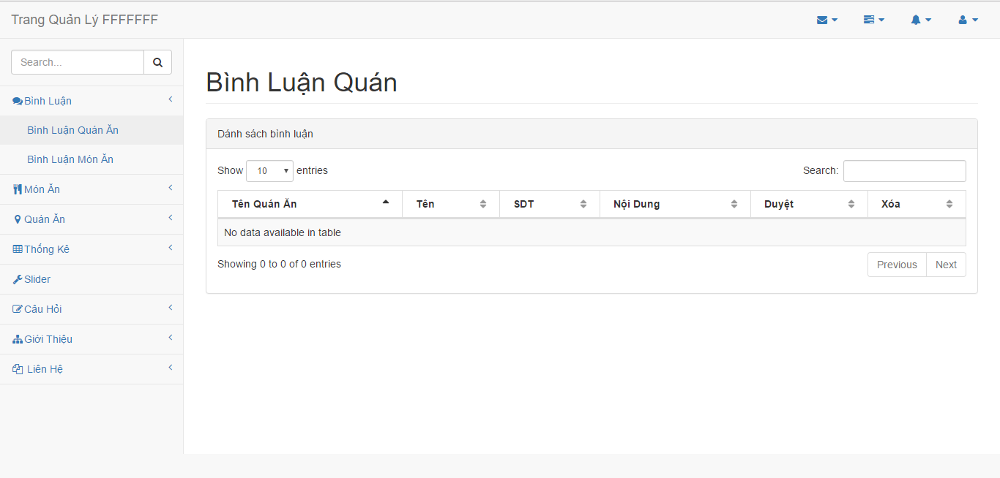 Trang Quản Lý FFFFFFF
Search...
Bình Luận
Bình Luận Quán Ăn
Bình Luận Món Ăn
Món Ăn
Quán Ăn
Thống Kê
Slider
Câu Hỏi
Giới Thiệu
Liên Hệ
Bình Luận Quán
Dánh sách bình luận
Show 10 entries Search:
Tên Quán Ăn Tên SDT Nội Dung Duyệt Xóa
No data available in table
Showing 0 to 0 of 0 entries Previous Next